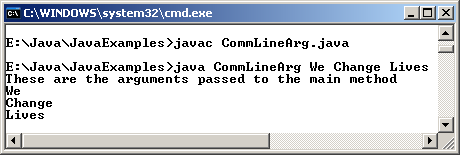 C:\WINDOWS\system32\cmd.exe
E:\Java\JavaExamples>javac CommLineArg.java
E:\Java\JavaExamples>java CommLineArg We Change Lives
These are the arguments passed to the main method
We
Change
Lives